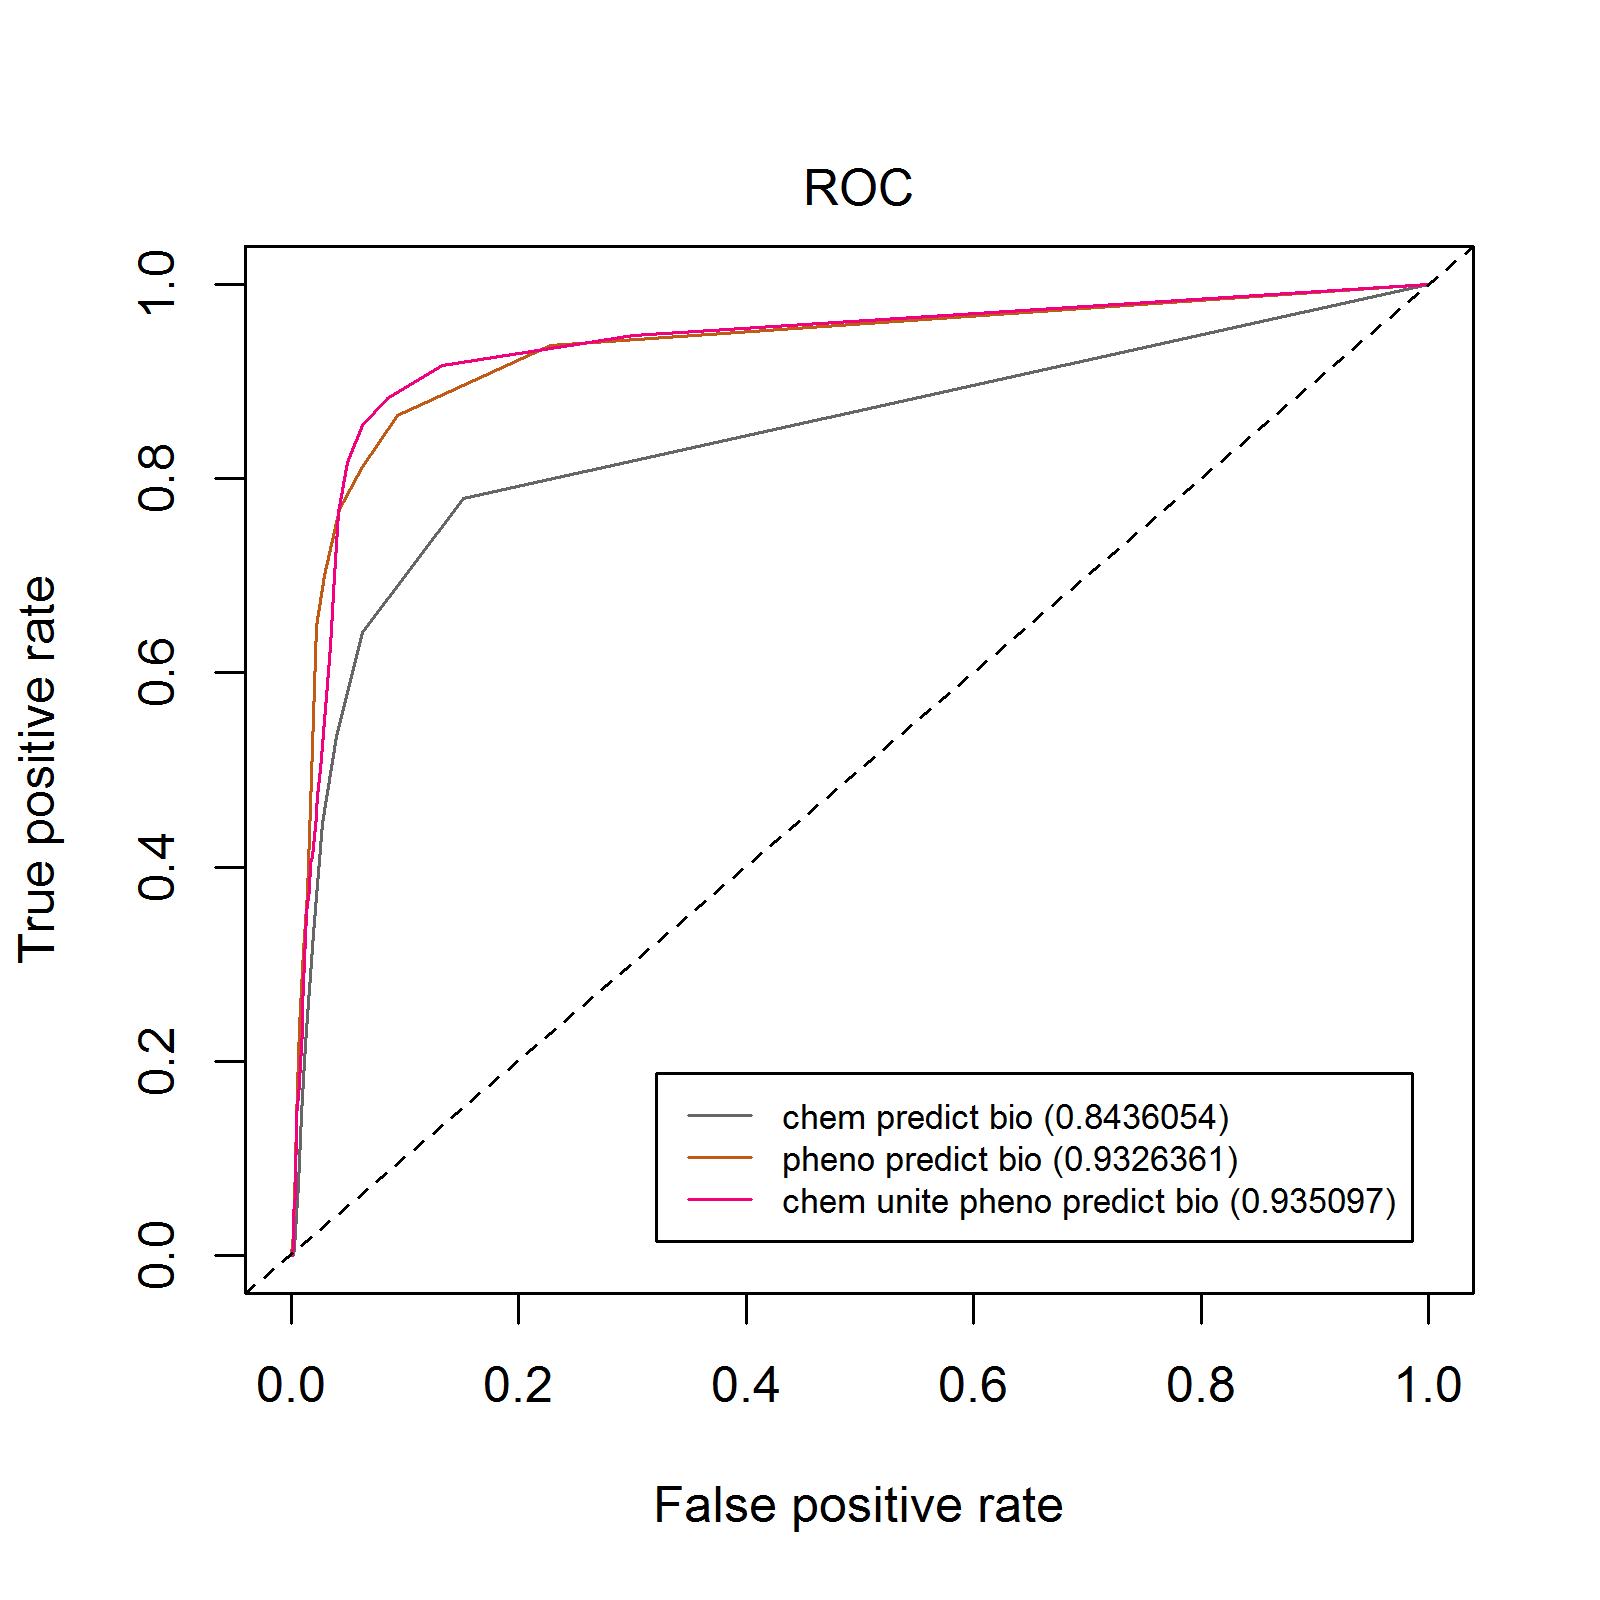 ROC
True positive rate
1.0
0.8
0.6
0.4
0.2
0.0
chem predict bio (0.8436054)
pheno predict bio (0.9326361)
chem unite pheno predict bio (0.935097)
0.0 0.2 0.4 0.6 0.8 1.0
False positive rate